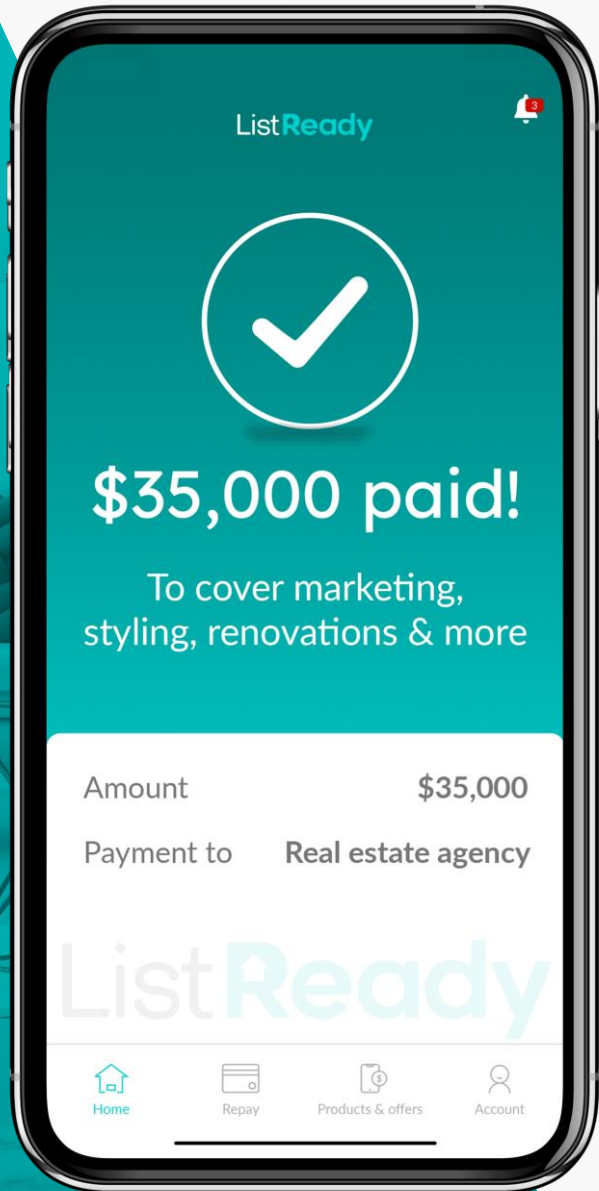 ListReady
3
$35,000 paid!
To cover marketing,
styling, renovations & more
Amount $35,000
Payment to Real estate agency
ListReady
Home Repay Products & offers Account